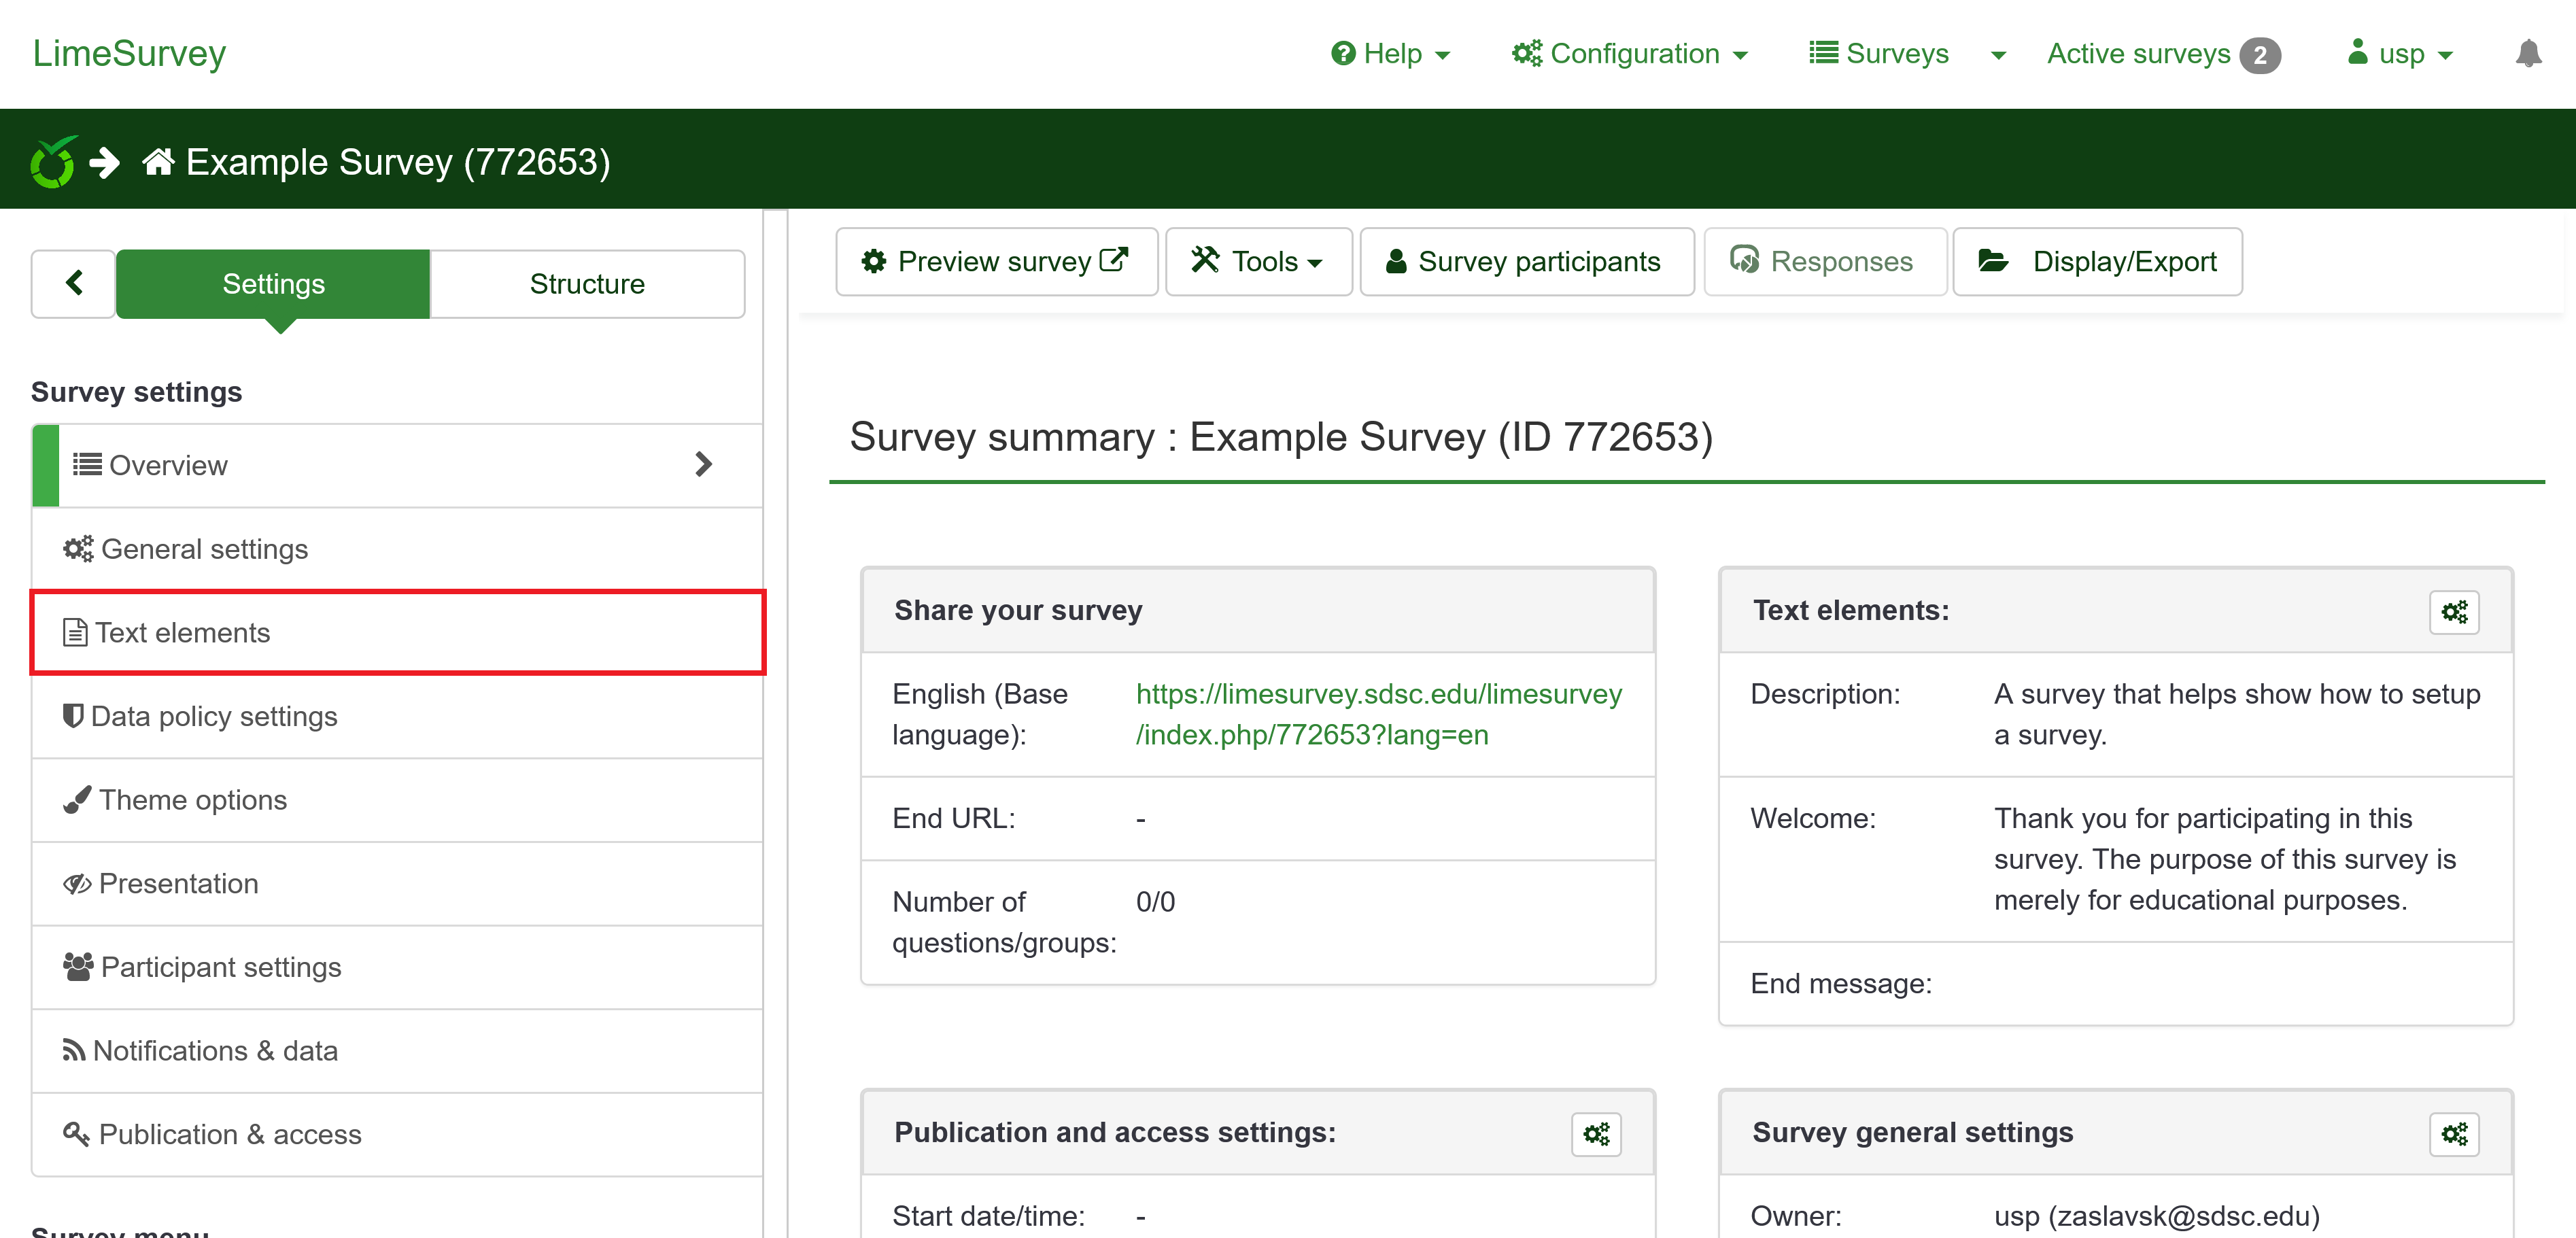 LimeSurvey
Help
Configuration
Surveys
Active surveys 2
usp
Example Survey (772653)
Settings
Structure
Preview survey
Tools
Survey participants
Responses
Display/Export
Survey settings
Overview
General settings
Text elements
Data policy settings
Theme options
Presentation
Participant settings
Notifications & data
Publication & access
Survey menu
Survey summary : Example Survey (ID 772653)
Share your survey
English (Base
language):
https://limesurvey.sdsc.edu/limesurvey
/index.php/772653?lang=en
End URL:
-
Number of
questions/groups:
0/0
Text elements:
Description:
A survey that helps show how to setup
a survey.
Welcome:
Thank you for participating in this
survey. The purpose of this survey is
merely for educational purposes.
End message:
Publication and access settings:
Start date/time:
-
Survey general settings
Owner:
usp (zaslavsk@sdsc.edu)